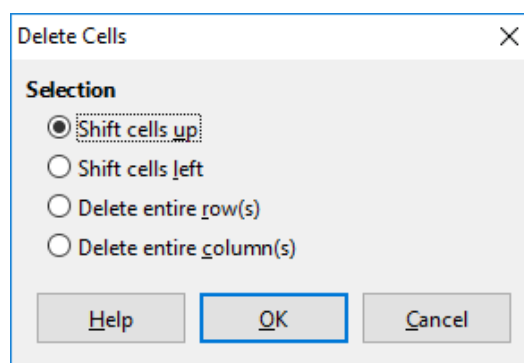 Delete Cells
Selection
Shift cells up
Shift cells left
Delete entire row(s)
Delete entire column(s)
Help OK Cancel